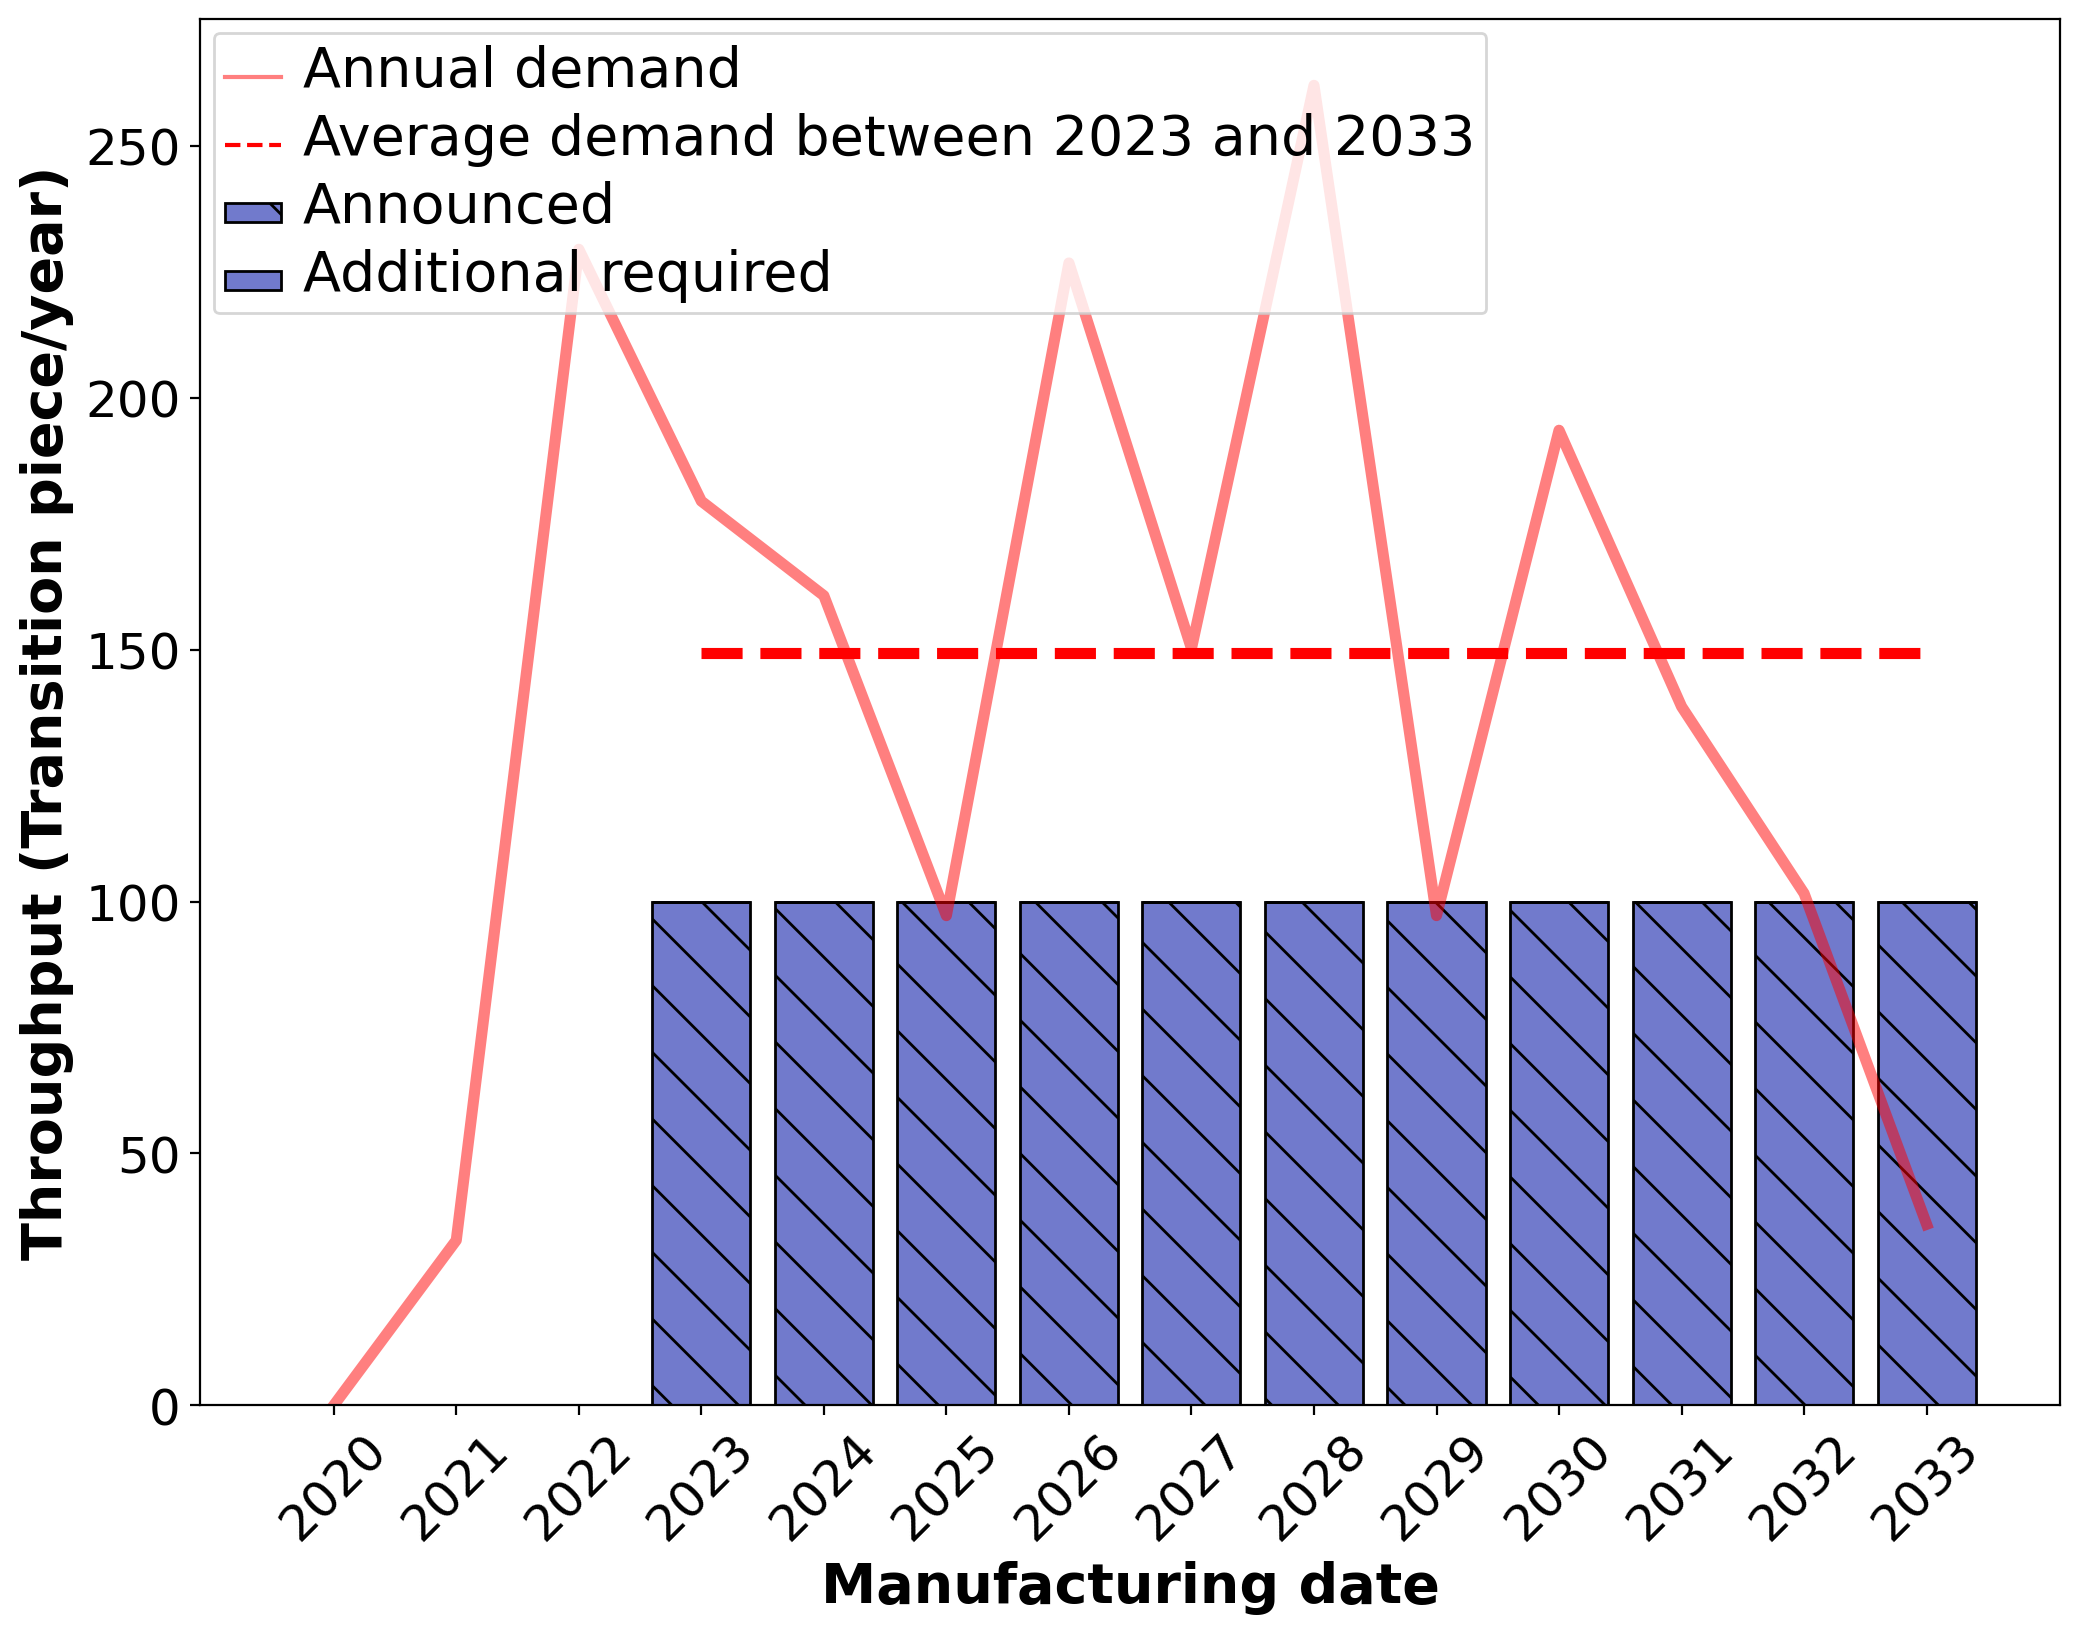 Annual demand
Average demand between 2023 and 2033
Announced
Additional required
Throughput (Transition piece/year)
250
200
150
100
50
0
2020 2021 2022 2023 2024 2025 2026 2027 2028 2029 2030 2031 2032 2033
Manufacturing date